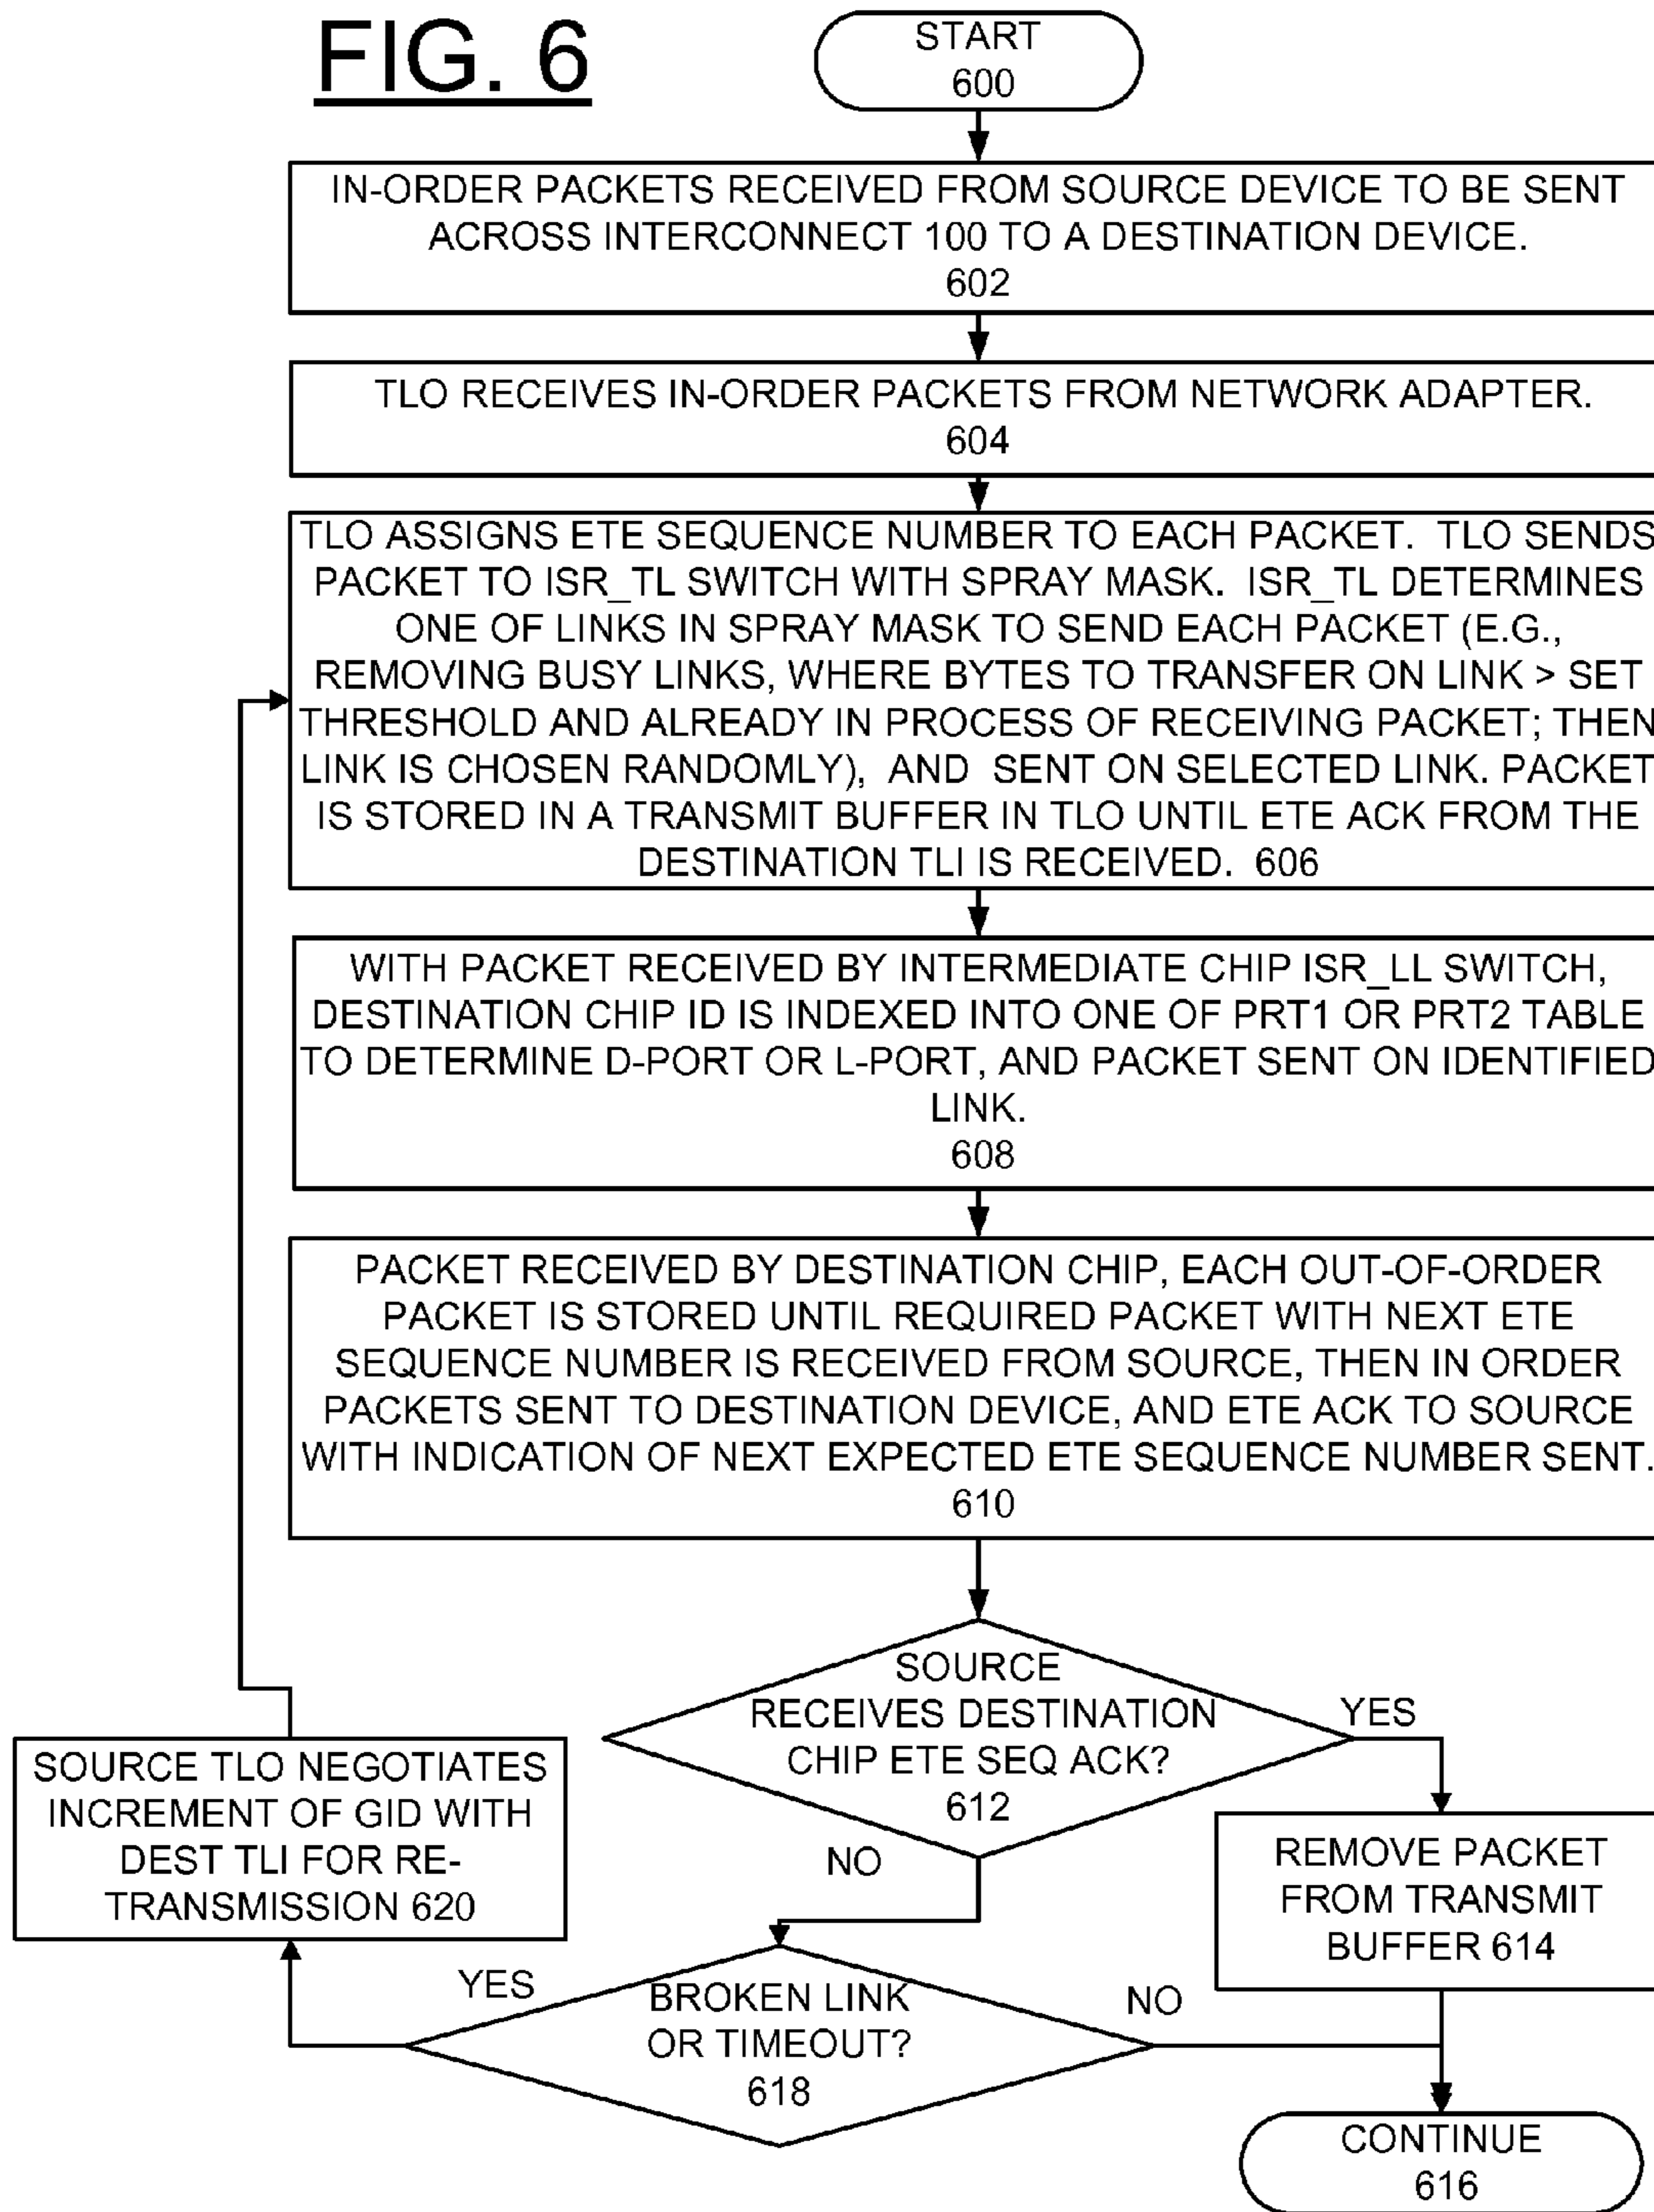 FIG. 6
START
600
IN-ORDER PACKETS RECEIVED FROM SOURCE DEVICE TO BE SENT
ACROSS INTERCONNECT 100 TO A DESTINATION DEVICE.
602
TLO RECEIVES IN-ORDER PACKETS FROM NETWORK ADAPTER.
604
TLO ASSIGNS ETE SEQUENCE NUMBER TO EACH PACKET. TLO SENDS
PACKET TO ISR_TL SWITCH WITH SPRAY MASK. ISR_TL DETERMINES
ONE OF LINKS IN SPRAY MASK TO SEND EACH PACKET (E.G.,
REMOVING BUSY LINKS, WHERE BYTES TO TRANSFER ON LINK > SET
THRESHOLD AND ALREADY IN PROCESS OF RECEIVING PACKET; THEN
LINK IS CHOSEN RANDOMLY), AND SENT ON SELECTED LINK. PACKET
IS STORED IN A TRANSMIT BUFFER IN TLO UNTIL ETE ACK FROM THE
DESTINATION TLI IS RECEIVED. 606
WITH PACKET RECEIVED BY INTERMEDIATE CHIP ISR_LL SWITCH,
DESTINATION CHIP ID IS INDEXED INTO ONE OF PRT1 OR PRT2 TABLE
TO DETERMINE D-PORT OR L-PORT, AND PACKET SENT ON IDENTIFIED
LINK.
608
PACKET RECEIVED BY DESTINATION CHIP, EACH OUT-OF-ORDER
PACKET IS STORED UNTIL REQUIRED PACKET WITH NEXT ETE
SEQUENCE NUMBER IS RECEIVED FROM SOURCE, THEN IN ORDER
PACKETS SENT TO DESTINATION DEVICE, AND ETE ACK TO SOURCE
WITH INDICATION OF NEXT EXPECTED ETE SEQUENCE NUMBER SENT.
610
SOURCE
RECEIVES DESTINATION
CHIP ETE SEQ ACK?
612
YES
NO
REMOVE PACKET
FROM TRANSMIT
BUFFER 614
SOURCE TLO NEGOTIATES
INCREMENT OF GID WITH
DEST TLI FOR RE-
TRANSMISSION 620
YES
BROKEN LINK
OR TIMEOUT?
618
NO
CONTINUE
616